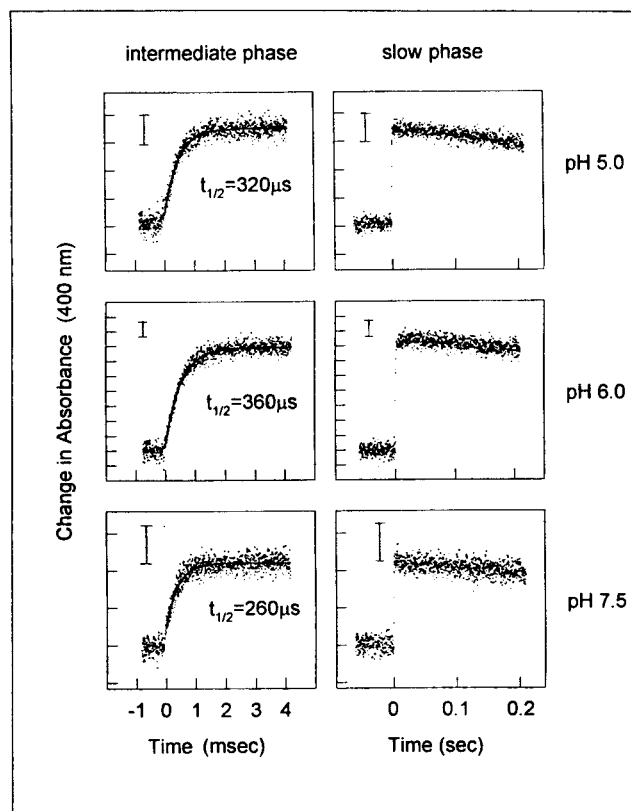 intermediate phase slow phase
t1/2=320µs
pH 5.0
t1/2=360µs
pH 6.0
t1/2=260µs
pH 7.5
Change in Absorbance (400 nm)
-1 0 1 2 3 4
0 0.1 0.2
Time (msec) Time (sec)